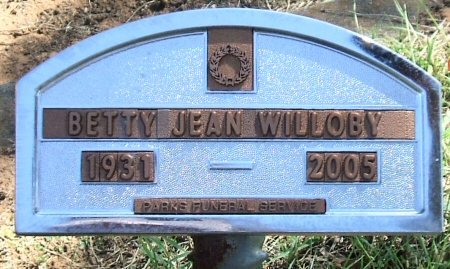 BETTY JEAN WILLOBY
1931 — 2005
PARKS FUNERAL SERVICE